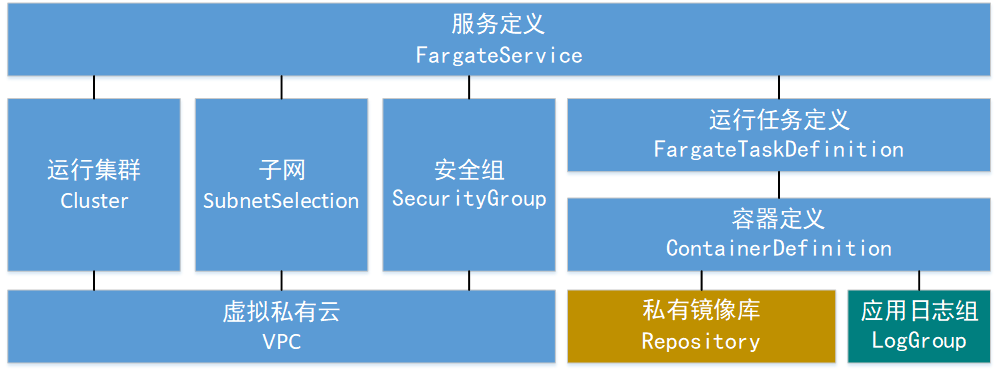 服务定义
FargateService
运行集群
Cluster
子网
SubnetSelection
安全组
SecurityGroup
运行任务定义
FargateTaskDefinition
容器定义
ContainerDefinition
虚拟私有云
VPC
私有镜像库
Repository
应用日志组
LogGroup